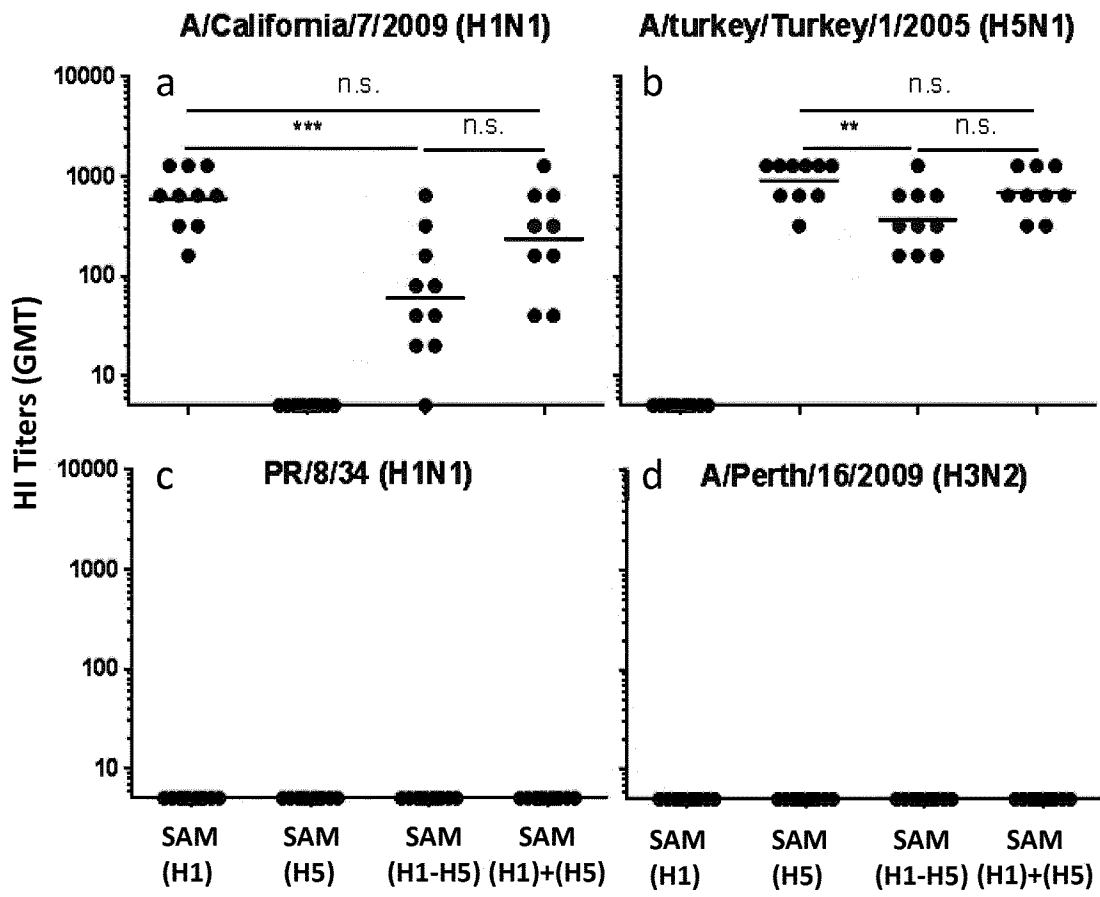 A/California/7/2009 (H1N1)
A/turkey/Turkey/1/2005 (H5N1)
HI Titers (GMT)
a
n.s.
***
n.s.
10000
1000
100
10
b
n.s.
**
n.s.
c
PR/8/34 (H1N1)
10000
1000
100
10
d
A/Perth/16/2009 (H3N2)
SAM
(H1)
SAM
(H5)
SAM
(H1-H5)
SAM
(H1)+(H5)
SAM
(H1)
SAM
(H5)
SAM
(H1-H5)
SAM
(H1)+(H5)